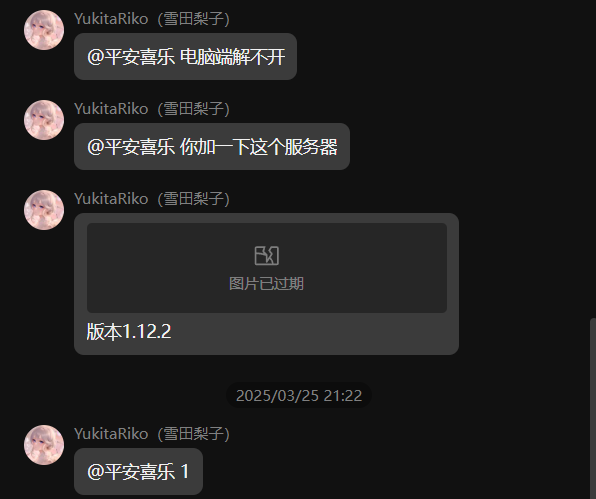 YukitaRiko（雪田梨子）
@平安喜乐 电脑端解不开
YukitaRiko（雪田梨子）
@平安喜乐 你加一下这个服务器
YukitaRiko（雪田梨子）
图片已过期
版本1.12.2
2025/03/25 21:22
YukitaRiko（雪田梨子）
@平安喜乐 1